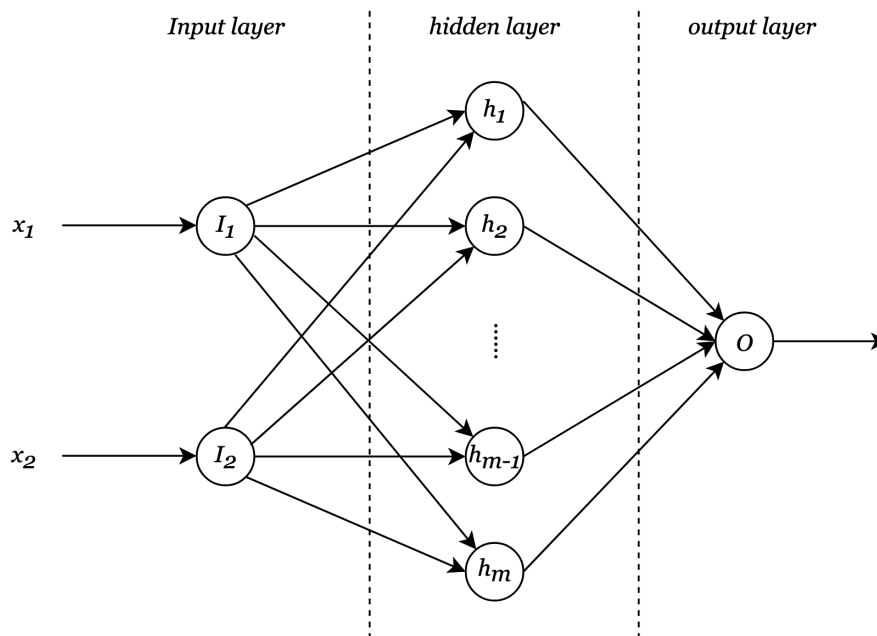 Input layer
hidden layer
output layer
h1
x1
I1
h2
O
x2
I2
hm-1
hm